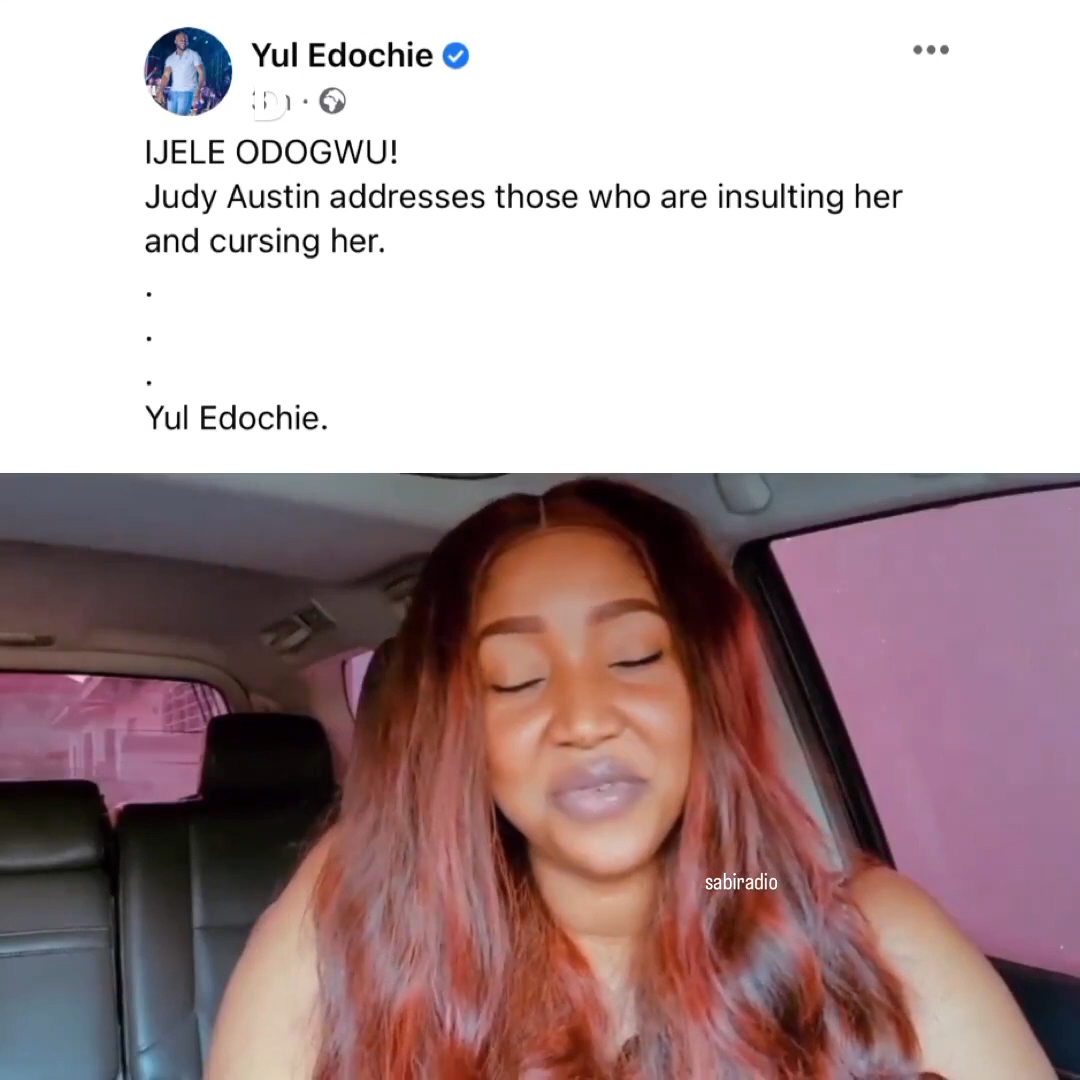 Yul Edochie
IJELE ODOGWU!
Judy Austin addresses those who are insulting her
and cursing her.
.
.
.
Yul Edochie.
sabiradio